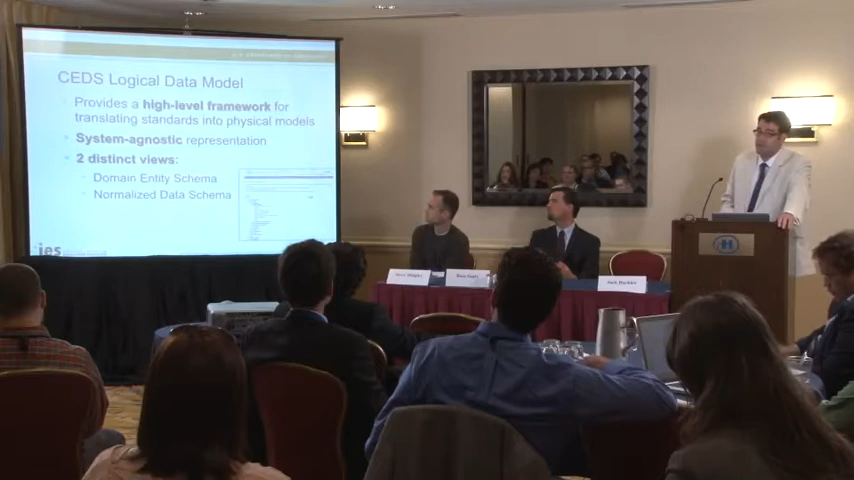 CEDS Logical Data Model
Provides a high-level framework for
translating standards into physical models
System-agnostic representation
2 distinct views:
Domain Entity Schema
Normalized Data Schema
ies